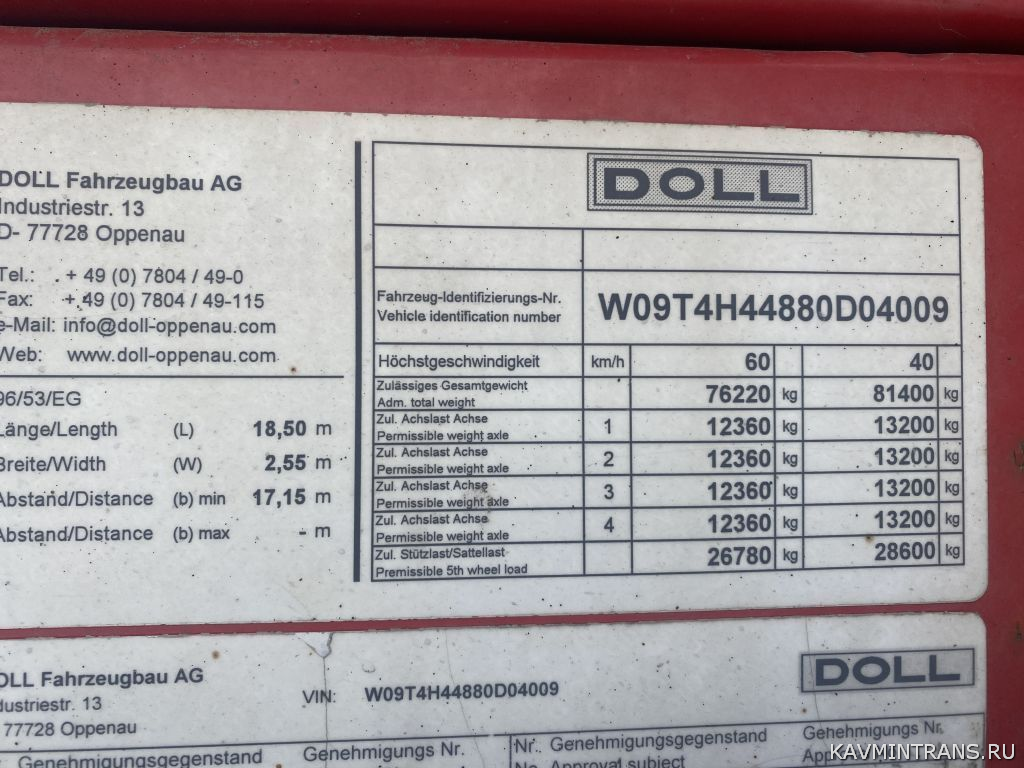 DOLL Fahrzeugbau AG
Industriestr. 13
D- 77728 Oppenau
Tel.: + 49 (0) 7804 / 49-0
Fax: + 49 (0) 7804 / 49-115
e-Mail: info@doll-oppenau.com
Web: www.doll-oppenau.com
96/53/EG
Länge/Length (L) 18,50 m
Breite/Width (W) 2,55 m
Abstand/Distance (b) min 17,15 m
Abstand/Distance (b) max - m
DOLL
Fahrzeug-Identifizierungs-Nr.
Vehicle identification number W09T4H44880D04009
Höchstgeschwindigkeit km/h 60 40
Zulässiges Gesamtgewicht
Adm. total weight 76220 kg 81400 kg
Zul. Achslast Achse
Permissible weight axle 1 12360 kg 13200 kg
Zul. Achslast Achse
Permissible weight axle 2 12360 kg 13200 kg
Zul. Achslast Achse
Permissible weight axle 3 12360 kg 13200 kg
Zul. Achslast Achse
Permissible weight axle 4 12360 kg 13200 kg
Zul. Stützlast/Sattellast
Premissible 5th wheel load 26780 kg 28600 kg
DOLL Fahrzeugbau AG
dustriestr. 13
77728 Oppenau
VIN: W09T4H44880D04009
DOLL
Genehmigungsgegenstand Genehmigungs Nr. Nr. Genehmigungsgegenstand Genehmigungs Nr.
No Approval subject
KAVMINTRANS.RU